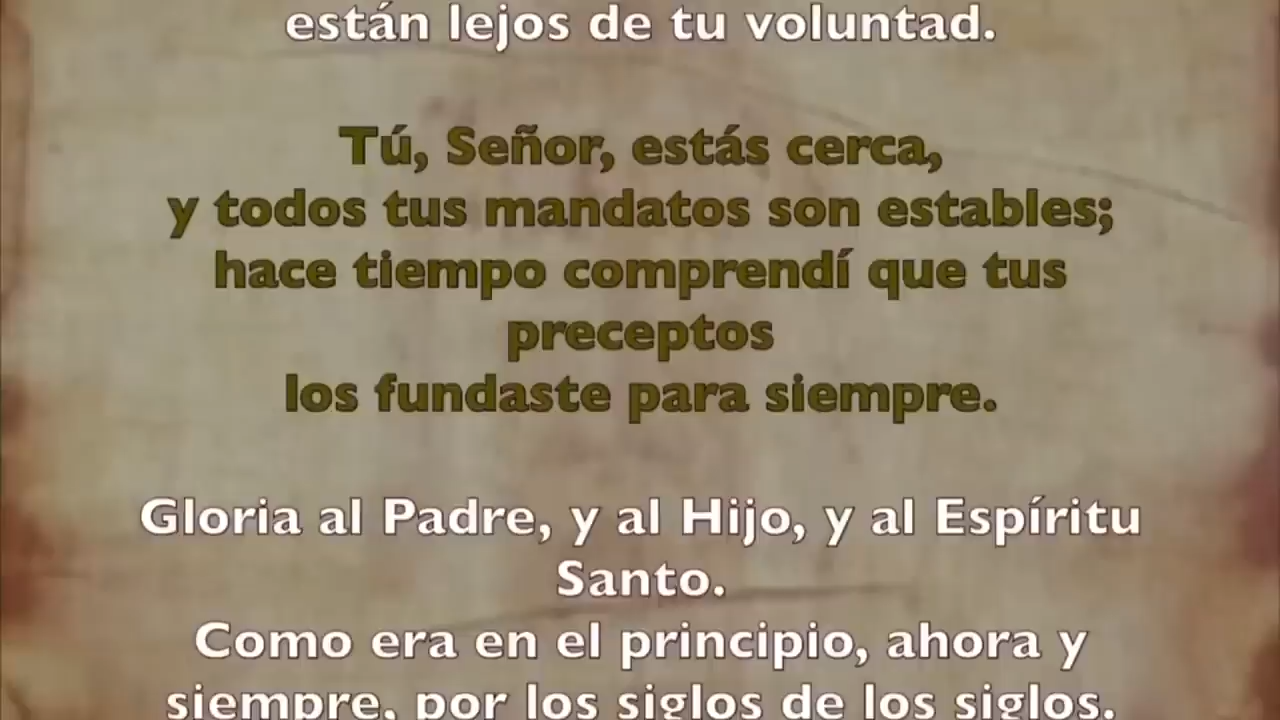 están lejos de tu voluntad.
Tú, Señor, estás cerca,
y todos tus mandatos son estables;
hace tiempo comprendí que tus
preceptos
los fundaste para siempre.
Gloria al Padre, y al Hijo, y al Espíritu
Santo.
Como era en el principio, ahora y
siempre, por los siglos de los siglos.